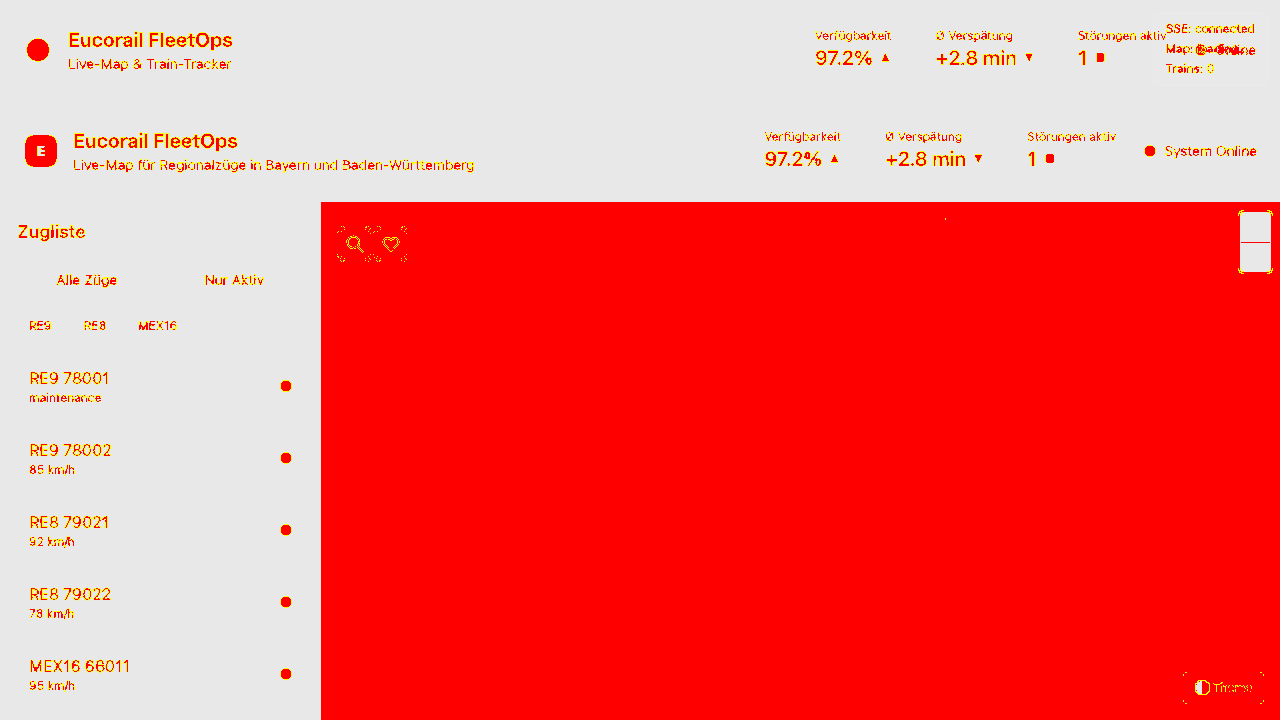 Eucorail FleetOps
Live-Map & Train-Tracker
Verfügbarkeit
97.2% ▲
Ø Verspätung
+2.8 min ▼
Störungen aktiv
1 ■
SSE: connected
Map:
Trains: 0
E
Eucorail FleetOps
Live-Map für Regionalzüge in Bayern und Baden-Württemberg
Verfügbarkeit
97.2% ▲
Ø Verspätung
+2.8 min ▼
Störungen aktiv
1 ■
System Online
Zugliste
Alle Züge
Nur Aktiv
RE9 RE8 MEX16
RE9 78001
maintenance
RE9 78002
85 km/h
RE8 79021
92 km/h
RE8 79022
78 km/h
MEX16 66011
95 km/h
Theme